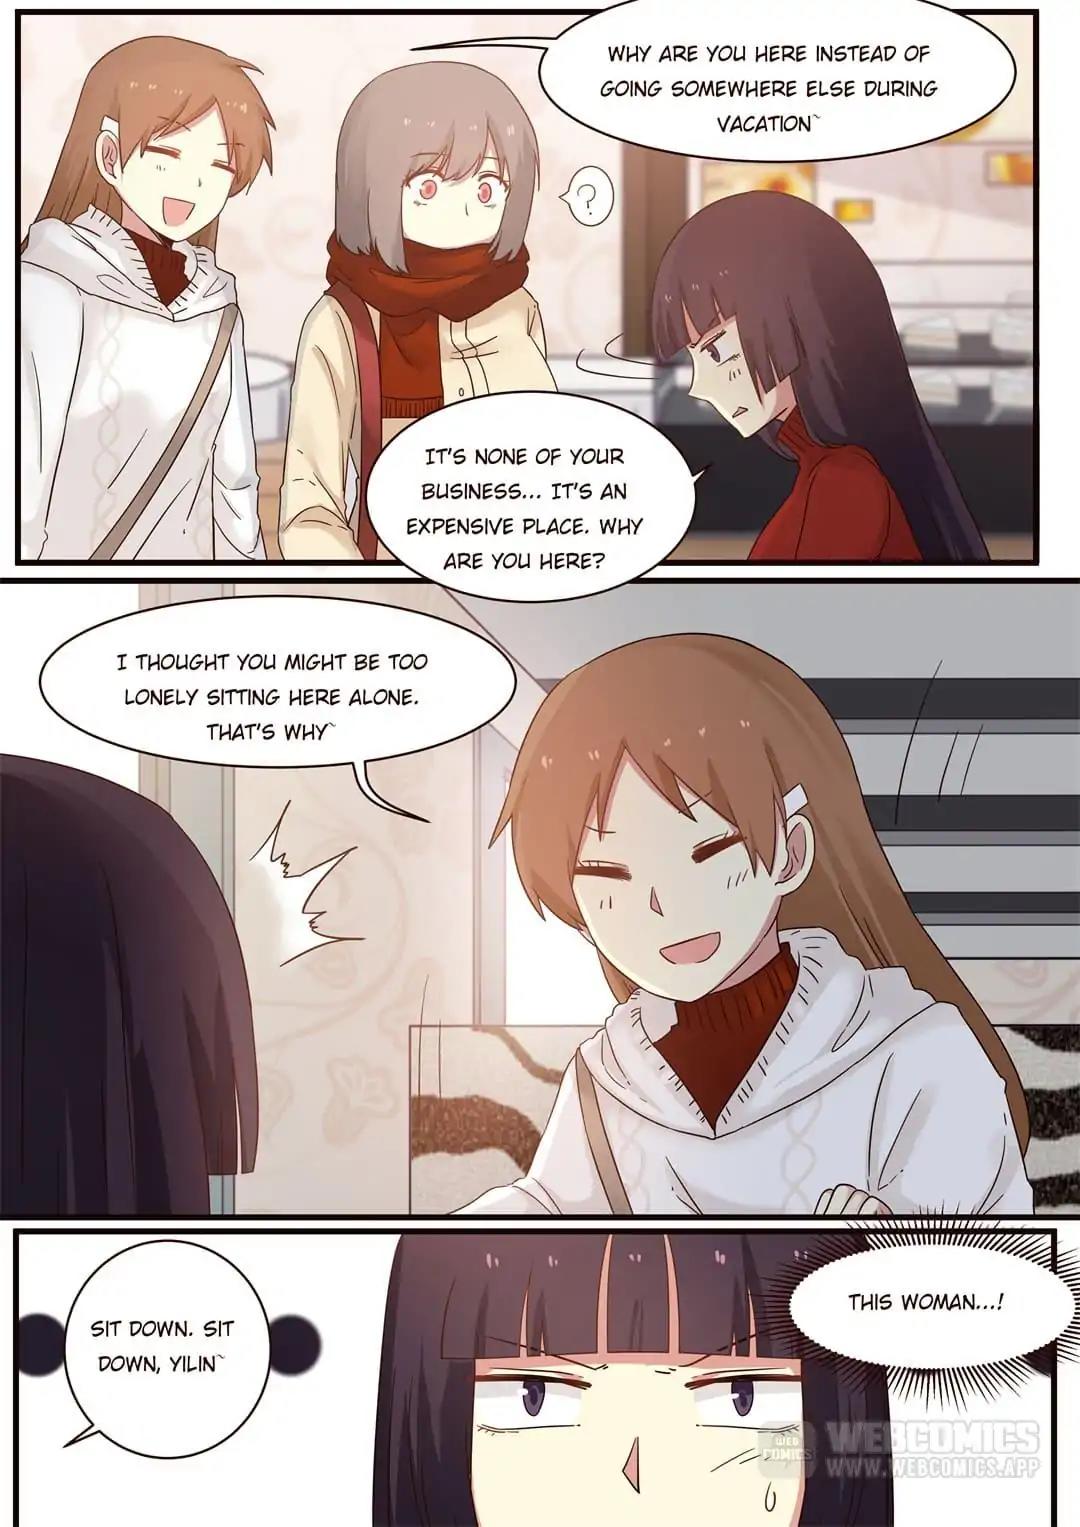 WHY ARE YOU HERE INSTEAD OF
GOING SOMEWHERE ELSE DURING
VACATION~
?
IT'S NONE OF YOUR
BUSINESS... IT'S AN
EXPENSIVE PLACE. WHY
ARE YOU HERE?
I THOUGHT YOU MIGHT BE TOO
LONELY SITTING HERE ALONE.
THAT'S WHY~
THIS WOMAN...!
SIT DOWN. SIT
DOWN, YILIN~
WEB
COMICS
WEBCOMICS
WWW.WEBCOMICS.APP